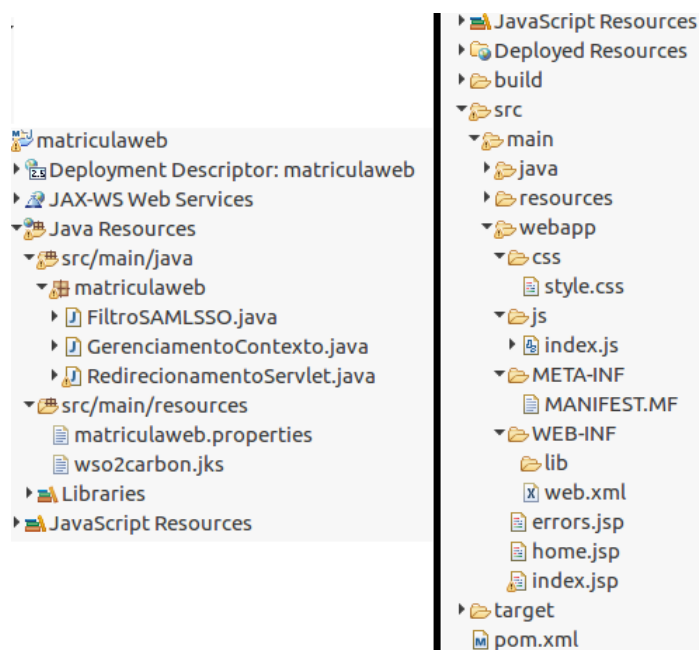 matriculaweb
Deployment Descriptor: matriculaweb
JAX-WS Web Services
Java Resources
src/main/java
matriculaweb
FiltroSAMLSSO.java
GerenciamentoContexto.java
RedirecionamentoServlet.java
src/main/resources
matriculaweb.properties
wso2carbon.jks
Libraries
JavaScript Resources
JavaScript Resources
Deployed Resources
build
src
main
java
resources
webapp
css
style.css
js
index.js
META-INF
MANIFEST.MF
WEB-INF
lib
web.xml
errors.jsp
home.jsp
index.jsp
target
pom.xml